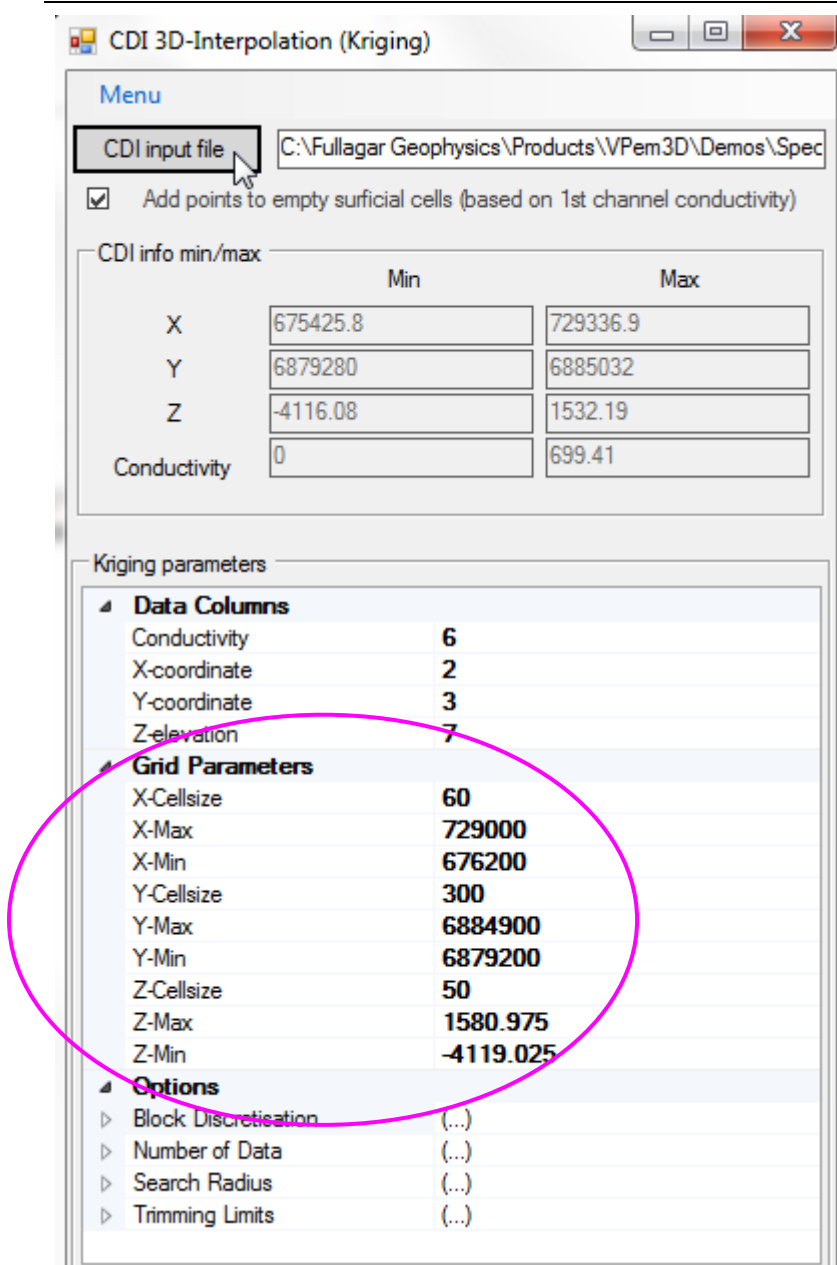 CDI 3D-Interpolation (Kriging)
Menu
CDI input file C:\Fullagar Geophysics\Products\VPem3D\Demos\Spec
Add points to empty surficial cells (based on 1st channel conductivity)
CDI info min/max
Min Max
X 675425.8 729336.9
Y 6879280 6885032
Z -4116.08 1532.19
Conductivity 0 699.41
Kriging parameters
Data Columns
Conductivity 6
X-coordinate 2
Y-coordinate 3
Z-elevation 7
Grid Parameters
X-Cellsize 60
X-Max 729000
X-Min 676200
Y-Cellsize 300
Y-Max 6884900
Y-Min 6879200
Z-Cellsize 50
Z-Max 1580.975
Z-Min -4119.025
Options
Block Discretisation (...)
Number of Data (...)
Search Radius (...)
Trimming Limits (...)